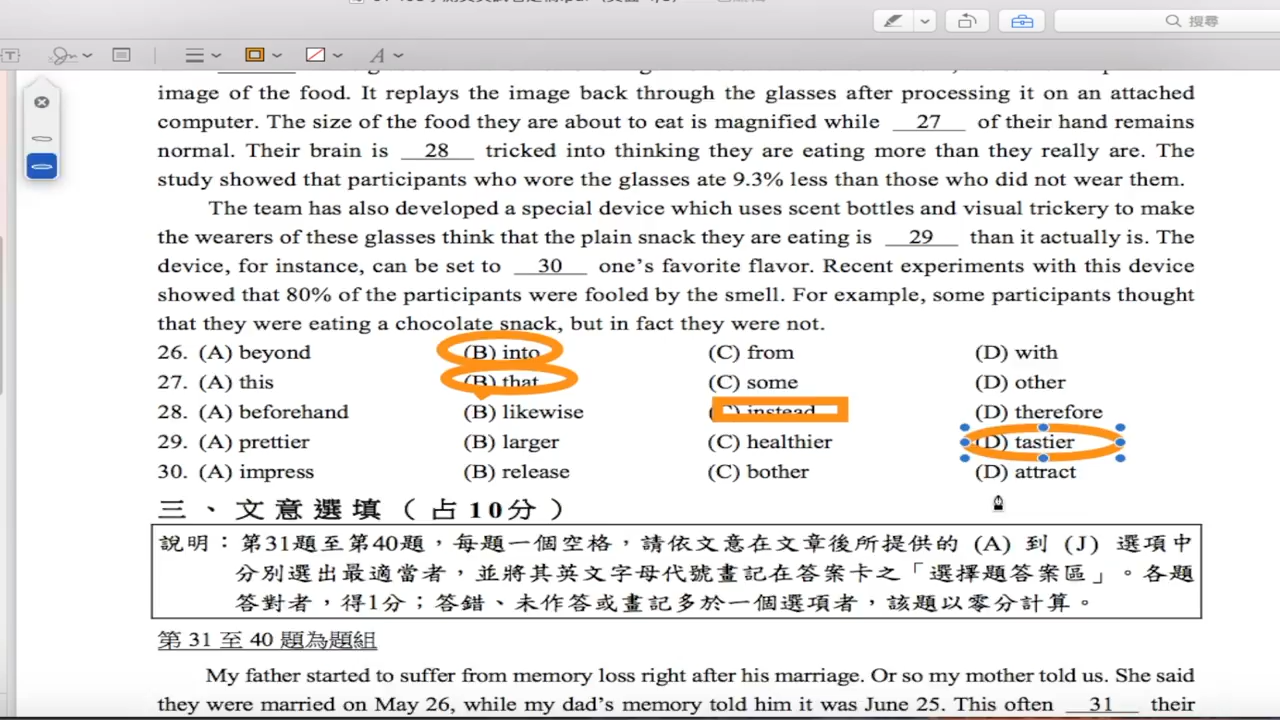 搜尋
image of the food. It replays the image back through the glasses after processing it on an attached
computer. The size of the food they are about to eat is magnified while 27 of their hand remains
normal. Their brain is 28 tricked into thinking they are eating more than they really are. The
study showed that participants who wore the glasses ate 9.3% less than those who did not wear them.
The team has also developed a special device which uses scent bottles and visual trickery to make
the wearers of these glasses think that the plain snack they are eating is 29 than it actually is. The
device, for instance, can be set to 30 one's favorite flavor. Recent experiments with this device
showed that 80% of the participants were fooled by the smell. For example, some participants thought
that they were eating a chocolate snack, but in fact they were not.
26. (A) beyond (B) into (C) from (D) with
27. (A) this (B) that (C) some (D) other
28. (A) beforehand (B) likewise (C) instead (D) therefore
29. (A) prettier (B) larger (C) healthier (D) tastier
30. (A) impress (B) release (C) bother (D) attract
三、文意選填(占10分)
說明:第31題至第40題,每題一個空格,請依文意在文章後所提供的 (A) 到 (J) 選項中
分別選出最適當者,並將其英文字母代號畫記在答案卡之「選擇題答案區」。各題
答對者,得1分;答錯、未作答或畫記多於一個選項者,該題以零分計算。
第 31 至 40 題為題組
My father started to suffer from memory loss right after his marriage. Or so my mother told us. She said
they were married on May 26, while my dad's memory told him it was June 25. This often 31 their